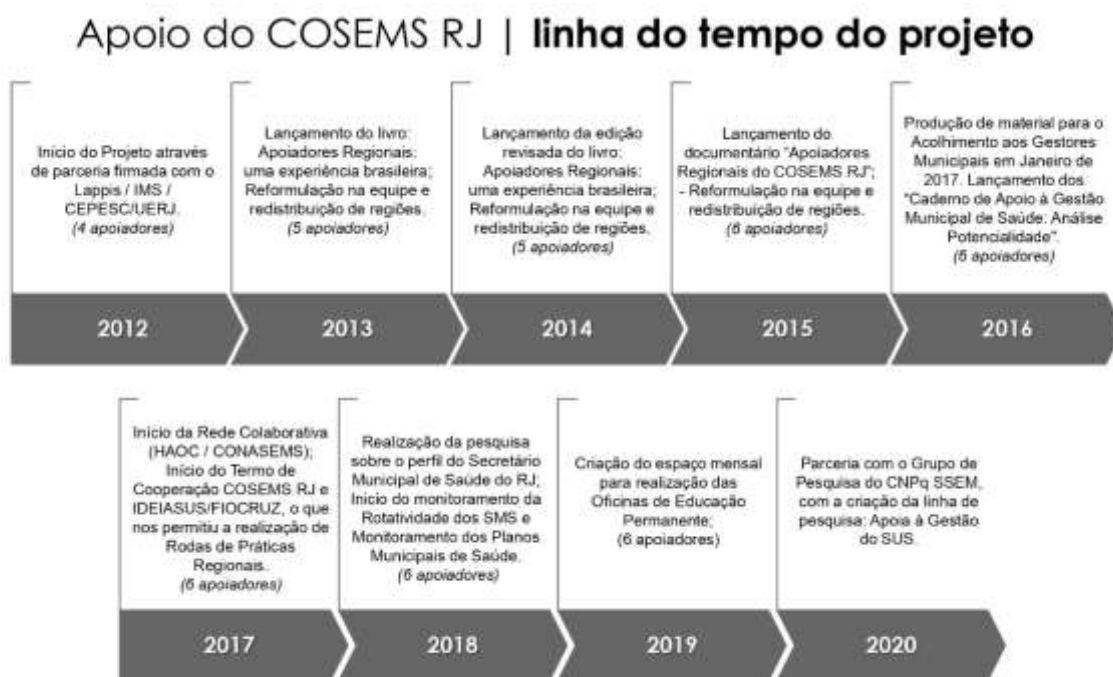 Apoio do COSEMS RJ | linha do tempo do projeto
Início do Projeto através
de parceria firmada com o
Lappis / IMS /
CEPESC/UERJ.
(4 apoiadores)
2012
Lançamento do livro:
Apoiadores Regionais:
uma experiência brasileira;
Reformulação na equipe e
redistribuição de regiões.
(5 apoiadores)
2013
Lançamento da edição
revisada do livro:
Apoiadores Regionais:
uma experiência brasileira;
Reformulação na equipe e
redistribuição de regiões.
(5 apoiadores)
2014
Lançamento do
documentário "Apoiadores
Regionais do COSEMS RJ";
- Reformulação na equipe e
redistribuição de regiões.
(6 apoiadores)
2015
Produção de material para o
Acolhimento aos Gestores
Municipais em Janeiro de
2017. Lançamento dos
"Caderno de Apoio à Gestão
Municipal de Saúde: Análise
Potencialidade".
(6 apoiadores)
2016
Início da Rede Colaborativa
(HAOC / CONASEMS);
Início do Termo de
Cooperação COSEMS RJ e
IDEIASUS/FIOCRUZ, o que
nos permitiu a realização de
Rodas de Práticas
Regionais.
(6 apoiadores)
2017
Realização da pesquisa
sobre o perfil do Secretário
Municipal de Saúde do RJ;
Inicio do monitoramento da
Rotatividade dos SMS e
Monitoramento dos Planos
Municipais de Saúde.
(6 apoiadores)
2018
Criação do espaço mensal
para realização das
Oficinas de Educação
Permanente;
(6 apoiadores)
2019
Parceria com o Grupo de
Pesquisa do CNPq SSEM,
com a criação da linha de
pesquisa: Apoia à Gestão
do SUS.
2020